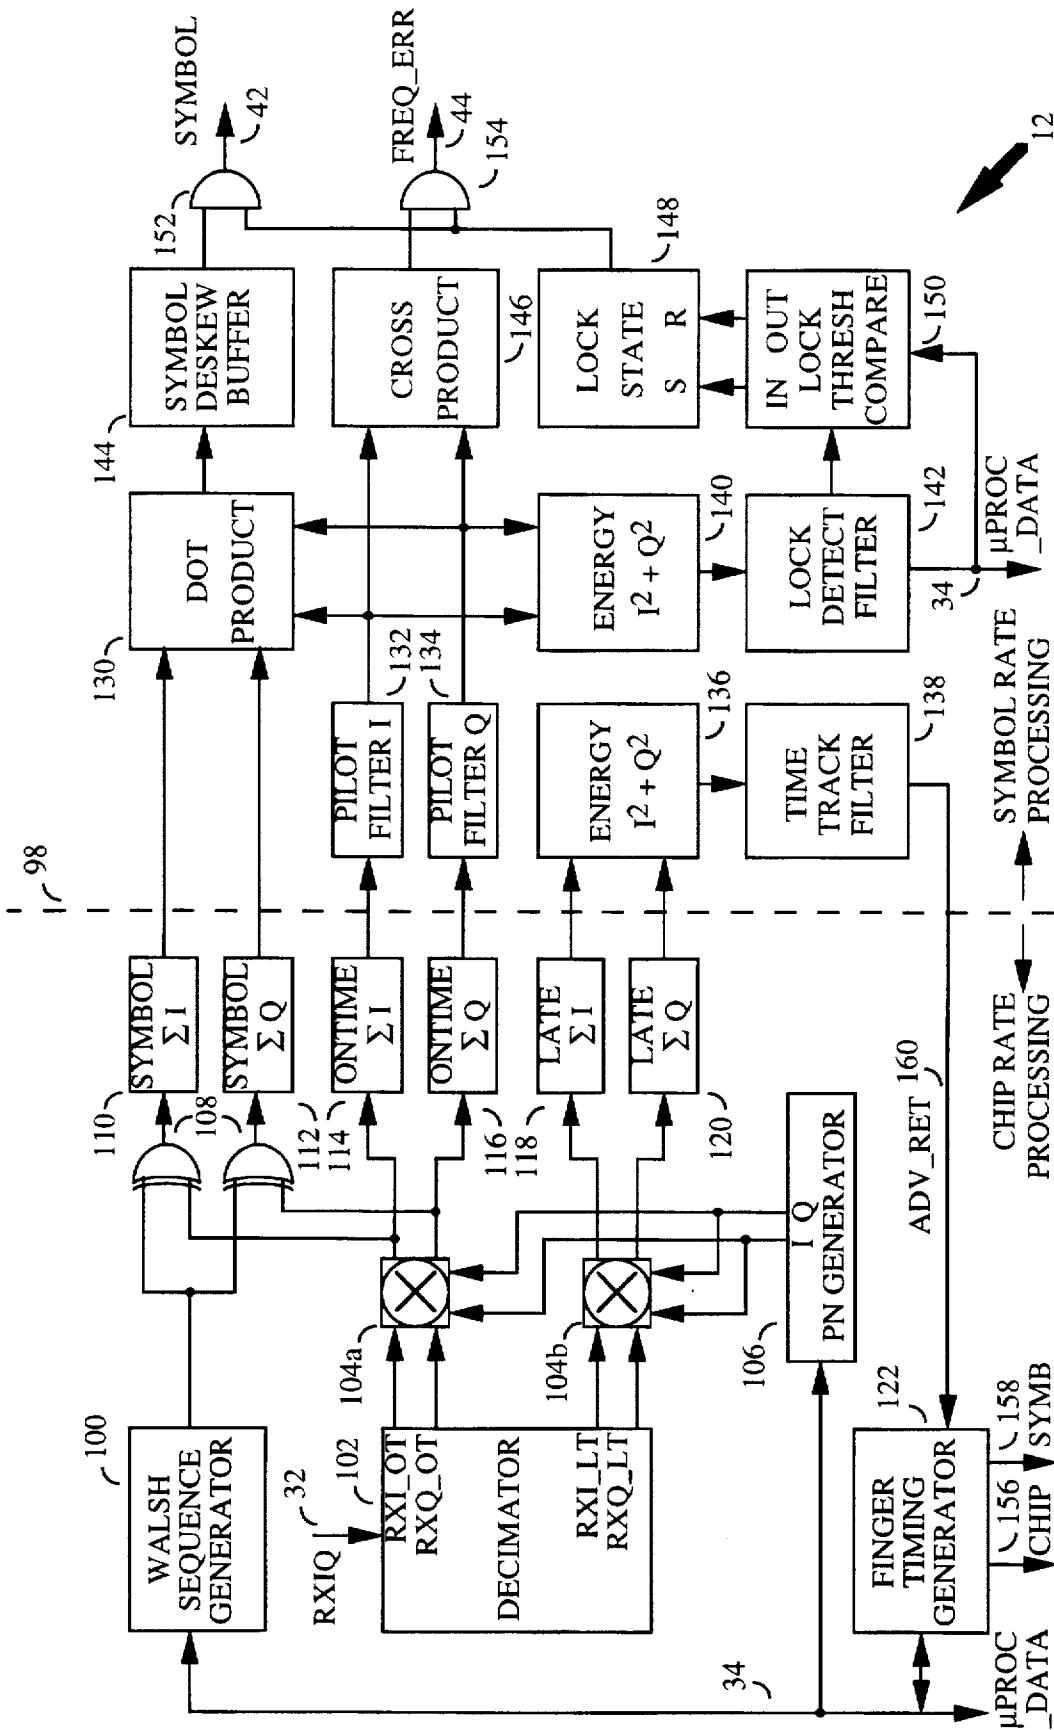 100
WALSH
SEQUENCE
GENERATOR
RXIQ
32
102
RXI_OT
RXQ_OT
DECIMATOR
RXI_LT
RXQ_LT
34
μPROC
_DATA
104a
104b
106
I Q
PN GENERATOR
122
FINGER
TIMING
GENERATOR
156
CHIP
158
SYMB
ADV_RET
160
CHIP RATE
PROCESSING
108
110
SYMBOL
Σ I
SYMBOL
Σ Q
112
114
ONTIME
Σ I
ONTIME
Σ Q
116
118
LATE
Σ I
LATE
Σ Q
120
98
130
DOT
PRODUCT
PILOT
FILTER I
132
PILOT
FILTER Q
134
ENERGY
I² + Q²
136
TIME
TRACK
FILTER
138
ENERGY
I² + Q²
140
LOCK
DETECT
FILTER
142
34
μPROC
_DATA
SYMBOL RATE
PROCESSING
144
SYMBOL
DESKEW
BUFFER
CROSS
PRODUCT
146
LOCK
STATE
S R
148
IN OUT
LOCK
THRESH
COMPARE
150
152
SYMBOL
42
FREQ_ERR
44
154
12